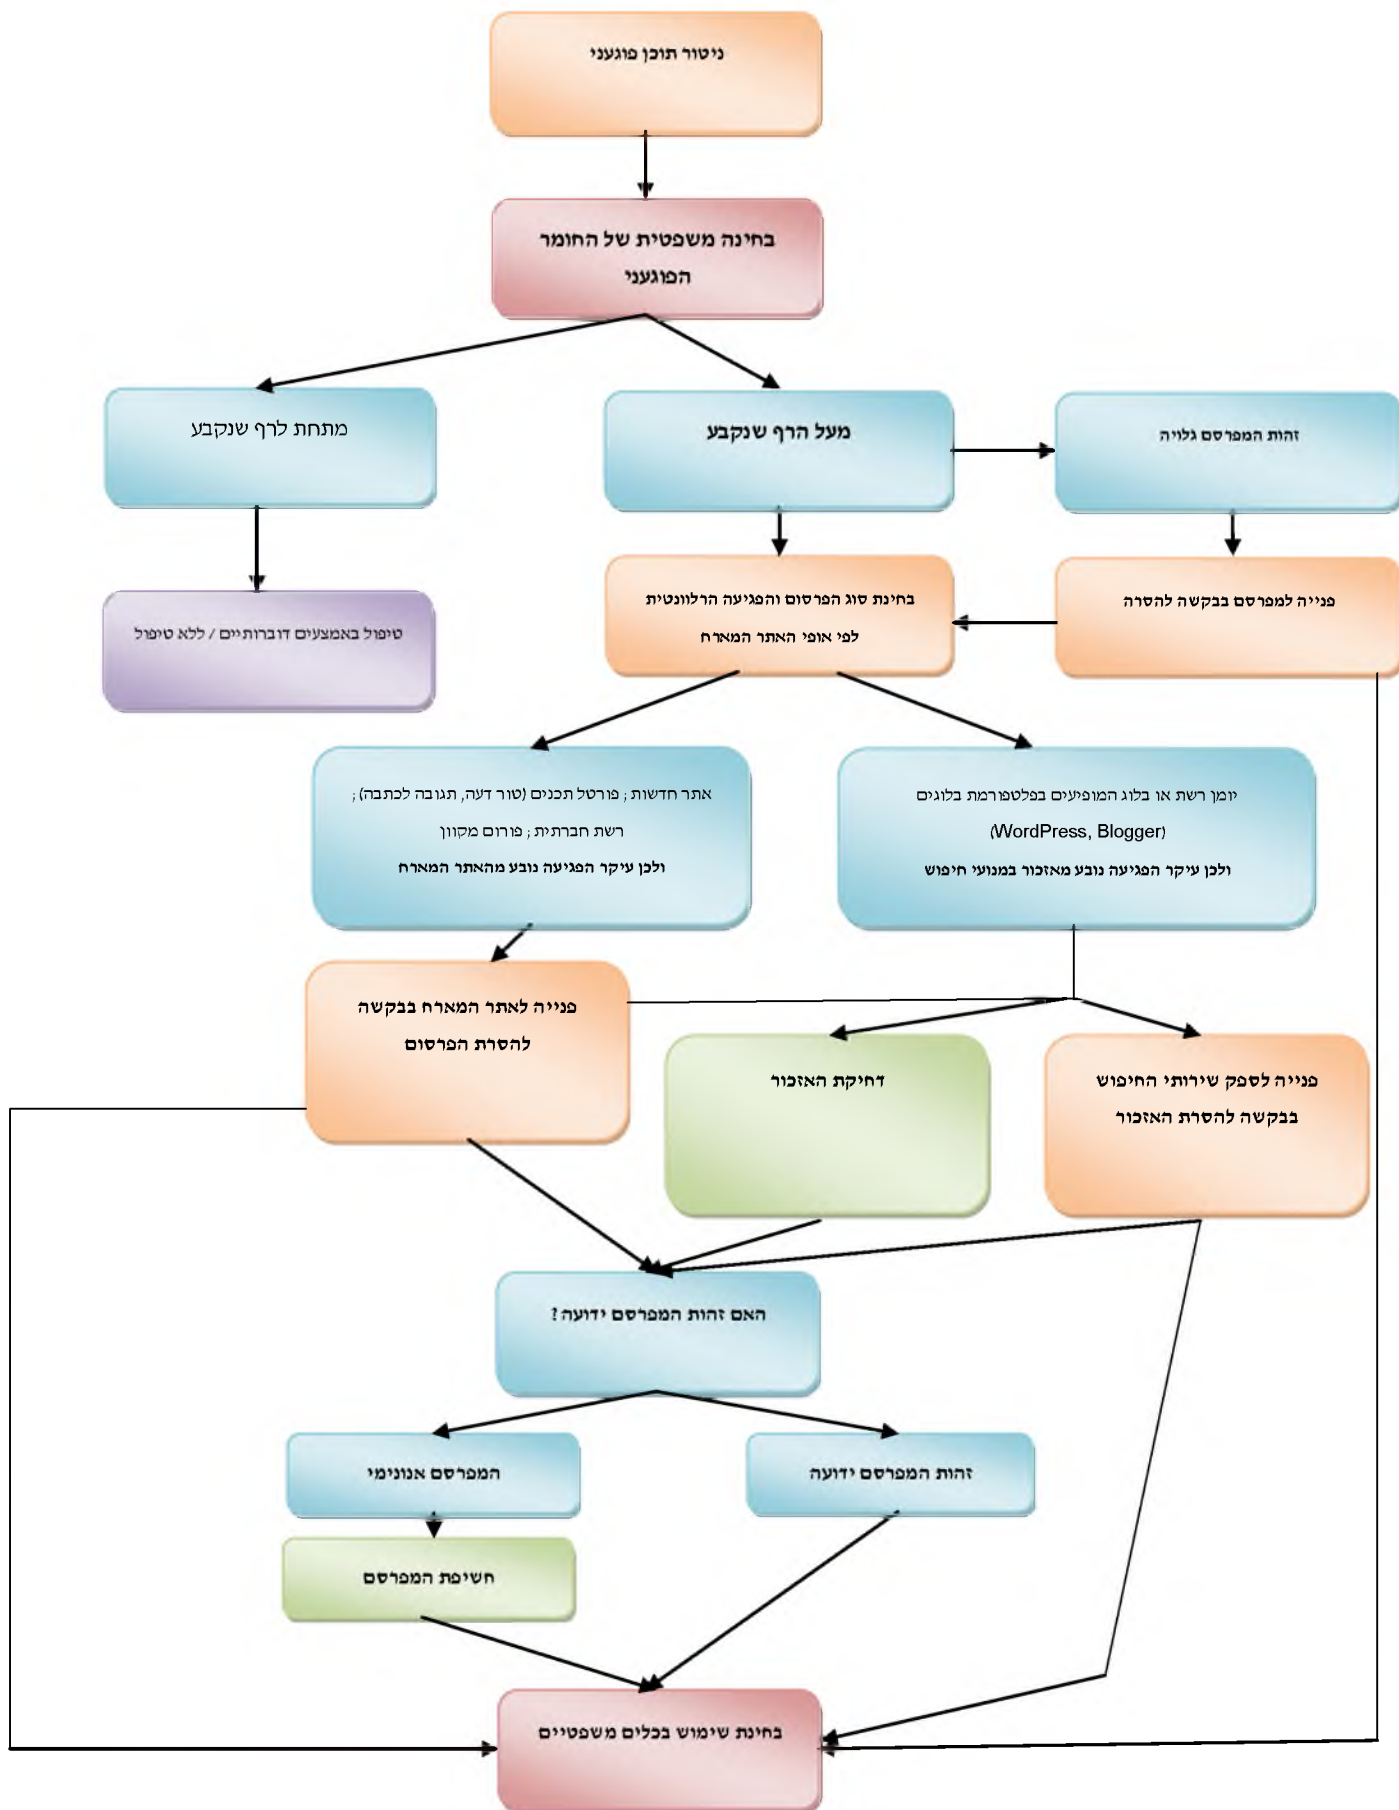 ניטור תוכן פוגעני
בחינה משפטית של החומר
הפוגעני
זהות המפרסם גלויה
מעל הרף שנקבע
מתחת לרף שנקבע
פנייה למפרסם בבקשה להסרה
בחינת סוג הפרסום והפגיעה הרלוונטית
לפי אופי האתר המארח
טיפול באמצעים דוברותיים / ללא טיפול
יומן רשת או בלוג המופיעים בפלטפורמת בלוגים
(WordPress, Blogger)
ולכן עיקר הפגיעה נובע מאזכור במנועי חיפוש
אתר חדשות ; פורטל תכנים (טור דעה, תגובה לכתבה) ;
רשת חברתית ; פורום מקוון
ולכן עיקר הפגיעה נובע מהאתר המארח
פנייה לספק שירותי החיפוש
בבקשה להסרת האזכור
דחיקת האזכור
פנייה לאתר המארח בבקשה
להסרת הפרסום
האם זהות המפרסם ידועה ?
זהות המפרסם ידועה
המפרסם אנונימי
חשיפת המפרסם
בחינת שימוש בכלים משפטיים